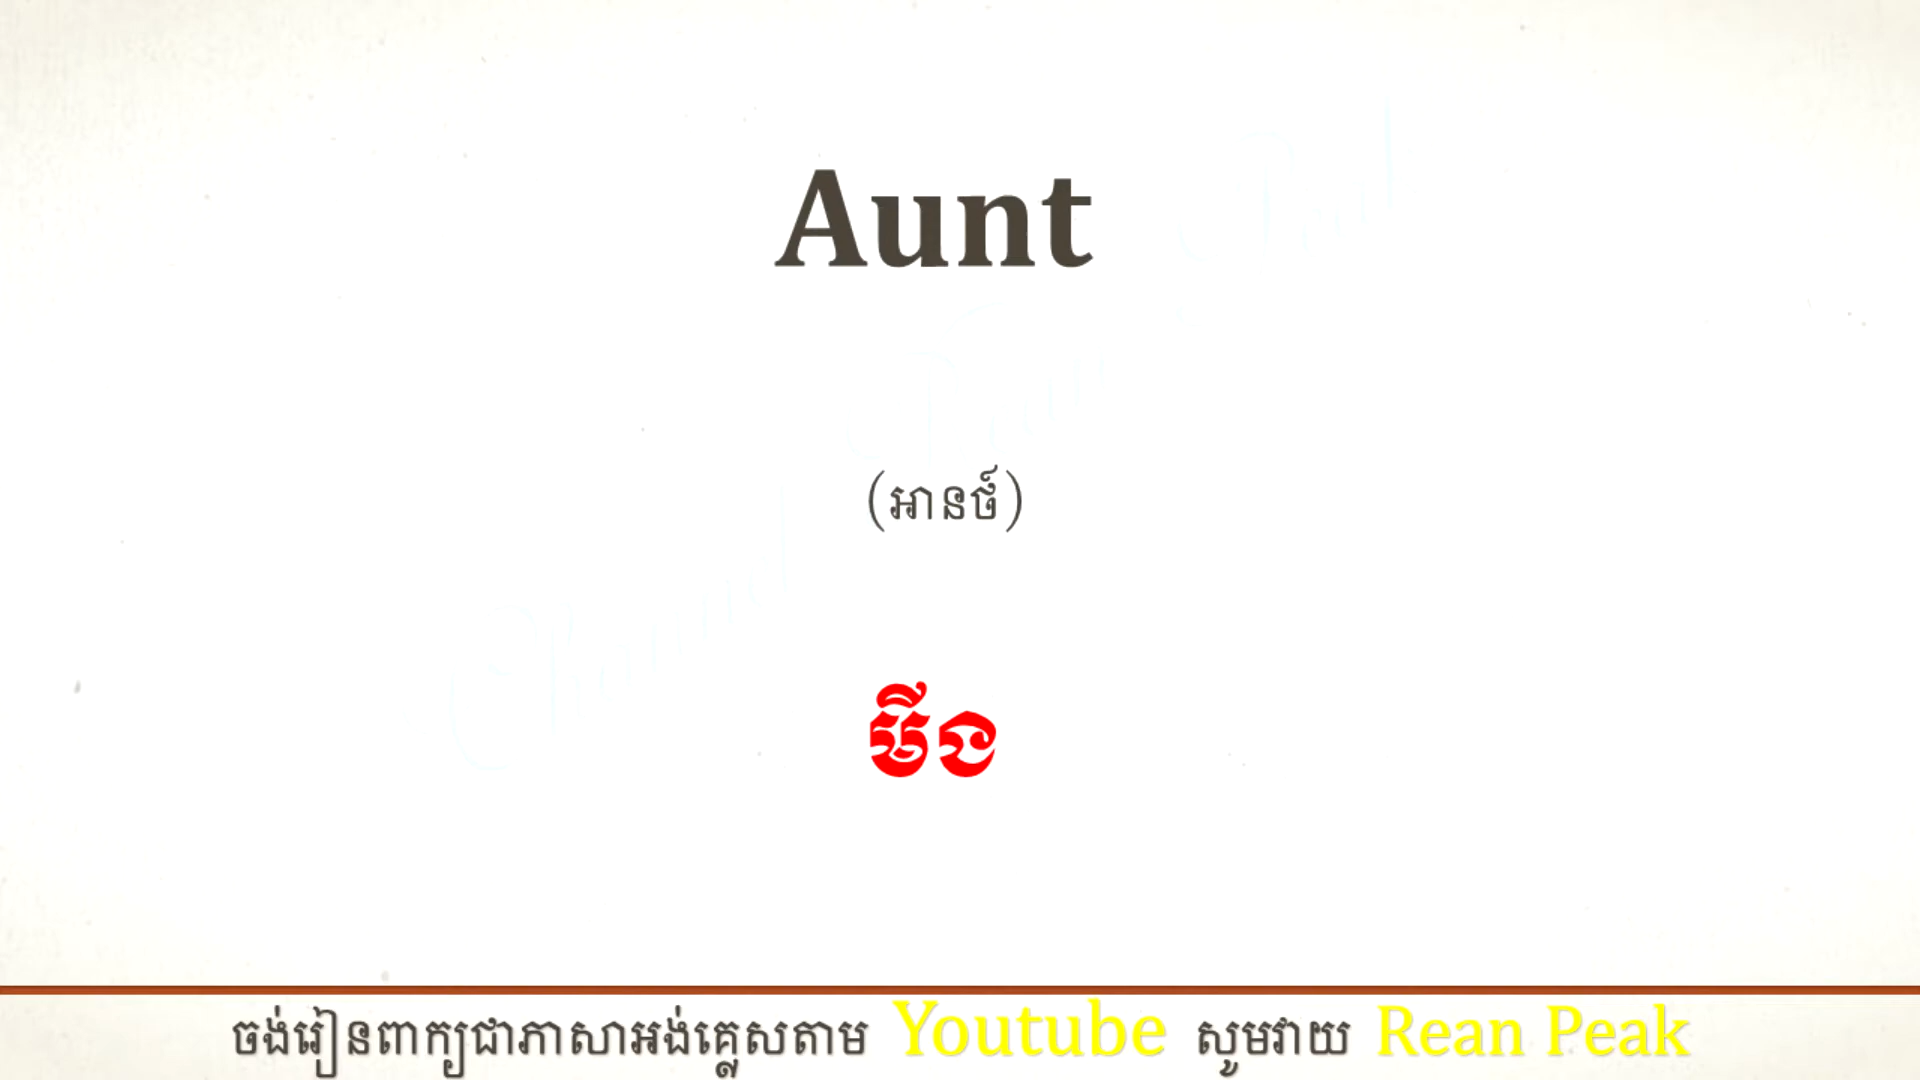 Aunt
(អានថ៍)
មីង
ចង់រៀនពាក្យជាភាសាអង់គ្លេសតាម Youtube សូមវាយ Rean Peak